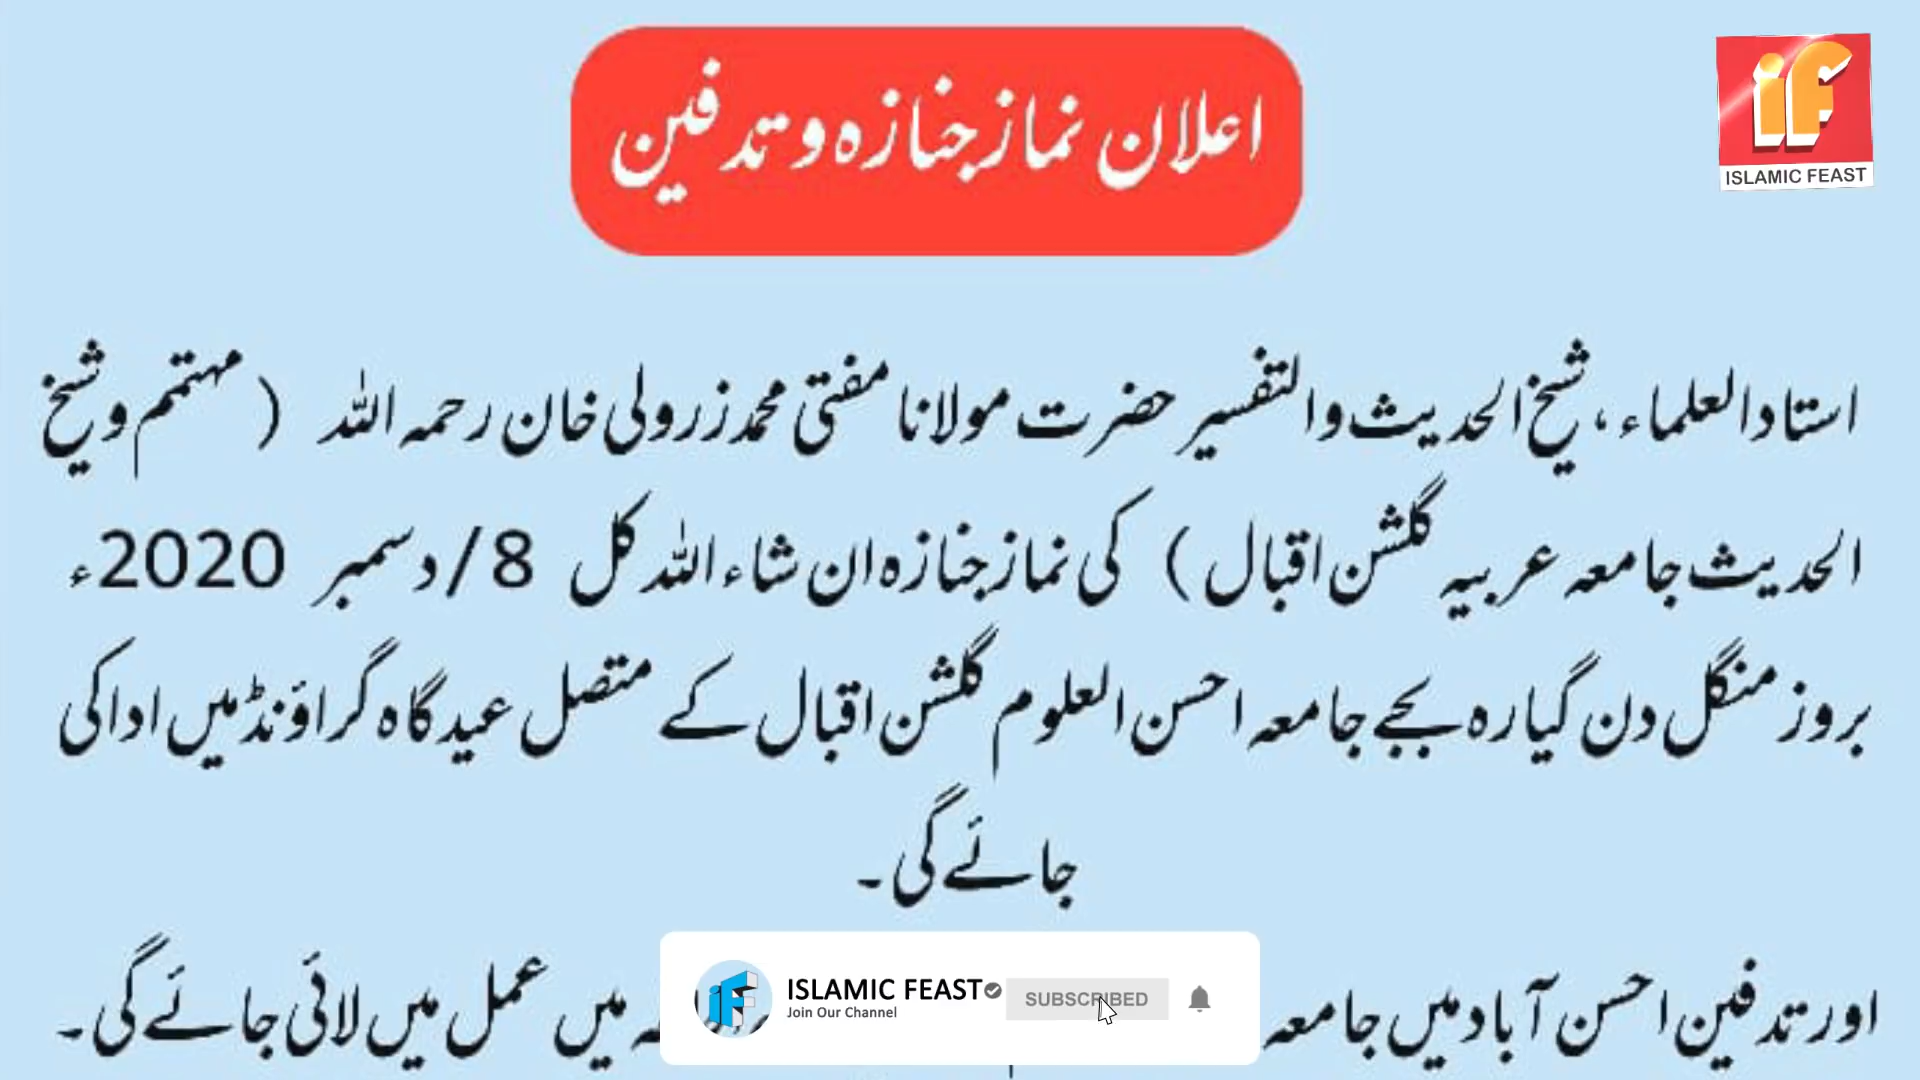 اعلان نماز جنازہ و تدفین
ISLAMIC FEAST
استاد العلماء، شیخ الحدیث والتفسیر حضرت مولانا مفتی محمد زرولی خان رحمہ اللہ (مہتمم و شیخ
الحدیث جامعہ عربیہ گلشن اقبال) کی نماز جنازہ ان شاء اللہ کل 8/دسمبر 2020ء
بروز منگل دن گیارہ بجے جامعہ احسن العلوم گلشن اقبال کے متصل عید گاہ گراؤنڈ میں ادا کی
جائے گی۔
اور تدفین احسن آباد میں جامعہ میں عمل میں لائی جائے گی۔
ISLAMIC FEAST
Join Our Channel
SUBSCRIBED